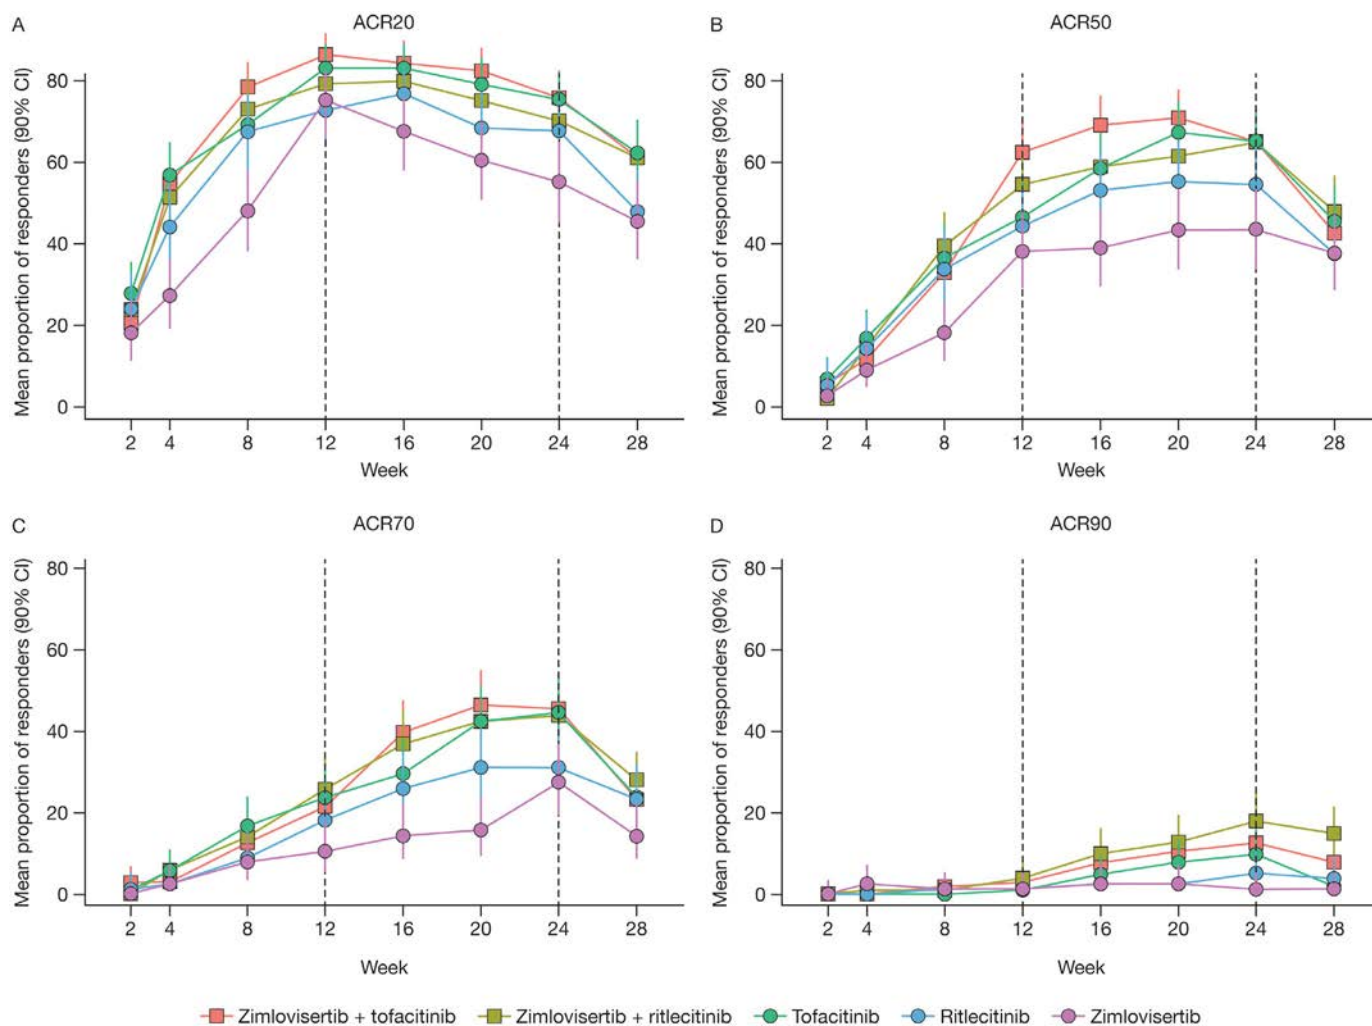 A
ACR20
Mean proportion of responders (90% CI)
80
60
40
20
0
2 4 8 12 16 20 24 28
Week
B
ACR50
Mean proportion of responders (90% CI)
80
60
40
20
0
2 4 8 12 16 20 24 28
Week
C
ACR70
Mean proportion of responders (90% CI)
80
60
40
20
0
2 4 8 12 16 20 24 28
Week
D
ACR90
Mean proportion of responders (90% CI)
80
60
40
20
0
2 4 8 12 16 20 24 28
Week
Zimlovisertib + tofacitinib Zimlovisertib + ritlecitinib Tofacitinib Ritlecitinib Zimlovisertib